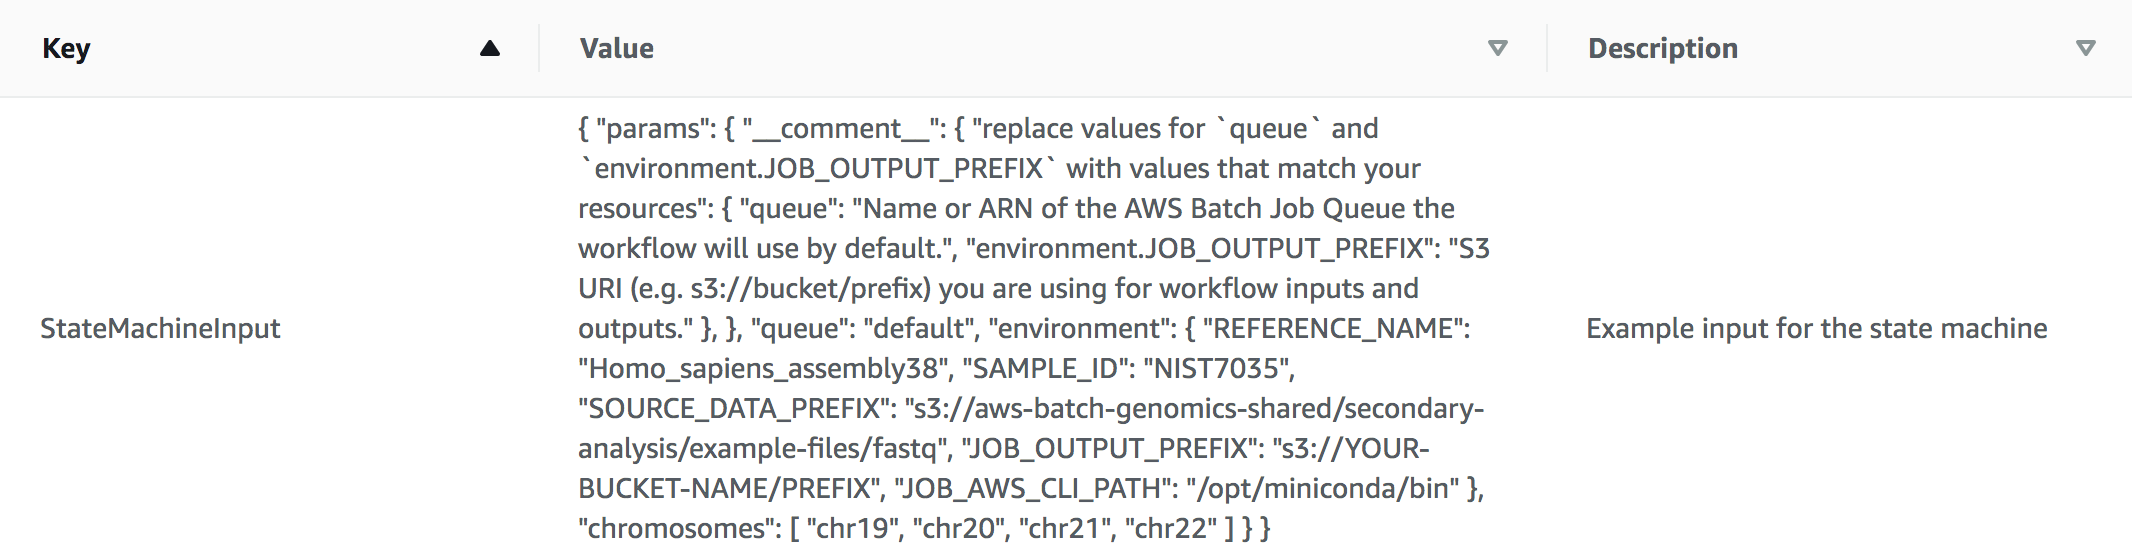 Key
Value
Description
StateMachineInput
{ "params": { "__comment__": { "replace values for `queue` and
`environment.JOB_OUTPUT_PREFIX` with values that match your
resources": { "queue": "Name or ARN of the AWS Batch Job Queue the
workflow will use by default.", "environment.JOB_OUTPUT_PREFIX": "S3
URI (e.g. s3://bucket/prefix) you are using for workflow inputs and
outputs." }, }, "queue": "default", "environment": { "REFERENCE_NAME":
"Homo_sapiens_assembly38", "SAMPLE_ID": "NIST7035",
"SOURCE_DATA_PREFIX": "s3://aws-batch-genomics-shared/secondary-
analysis/example-files/fastq", "JOB_OUTPUT_PREFIX": "s3://YOUR-
BUCKET-NAME/PREFIX", "JOB_AWS_CLI_PATH": "/opt/miniconda/bin" },
"chromosomes": [ "chr19", "chr20", "chr21", "chr22" ] } }
Example input for the state machine